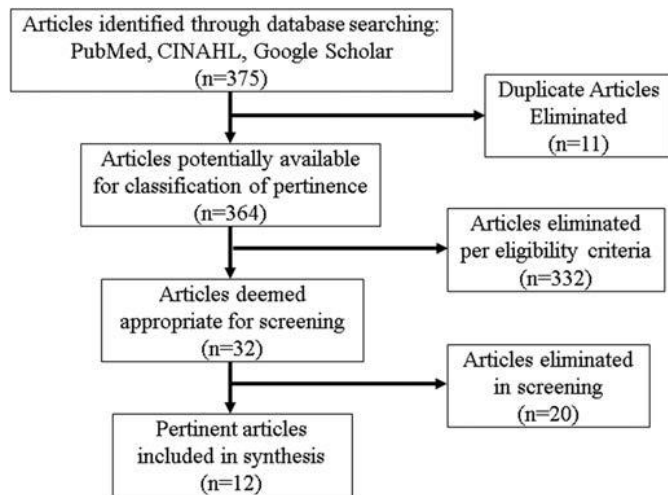 Articles identified through database searching:
PubMed, CINAHL, Google Scholar
(n=375)
Duplicate Articles
Eliminated
(n=11)
Articles potentially available
for classification of pertinence
(n=364)
Articles eliminated
per eligibility criteria
(n=332)
Articles deemed
appropriate for screening
(n=32)
Articles eliminated
in screening
(n=20)
Pertinent articles
included in synthesis
(n=12)